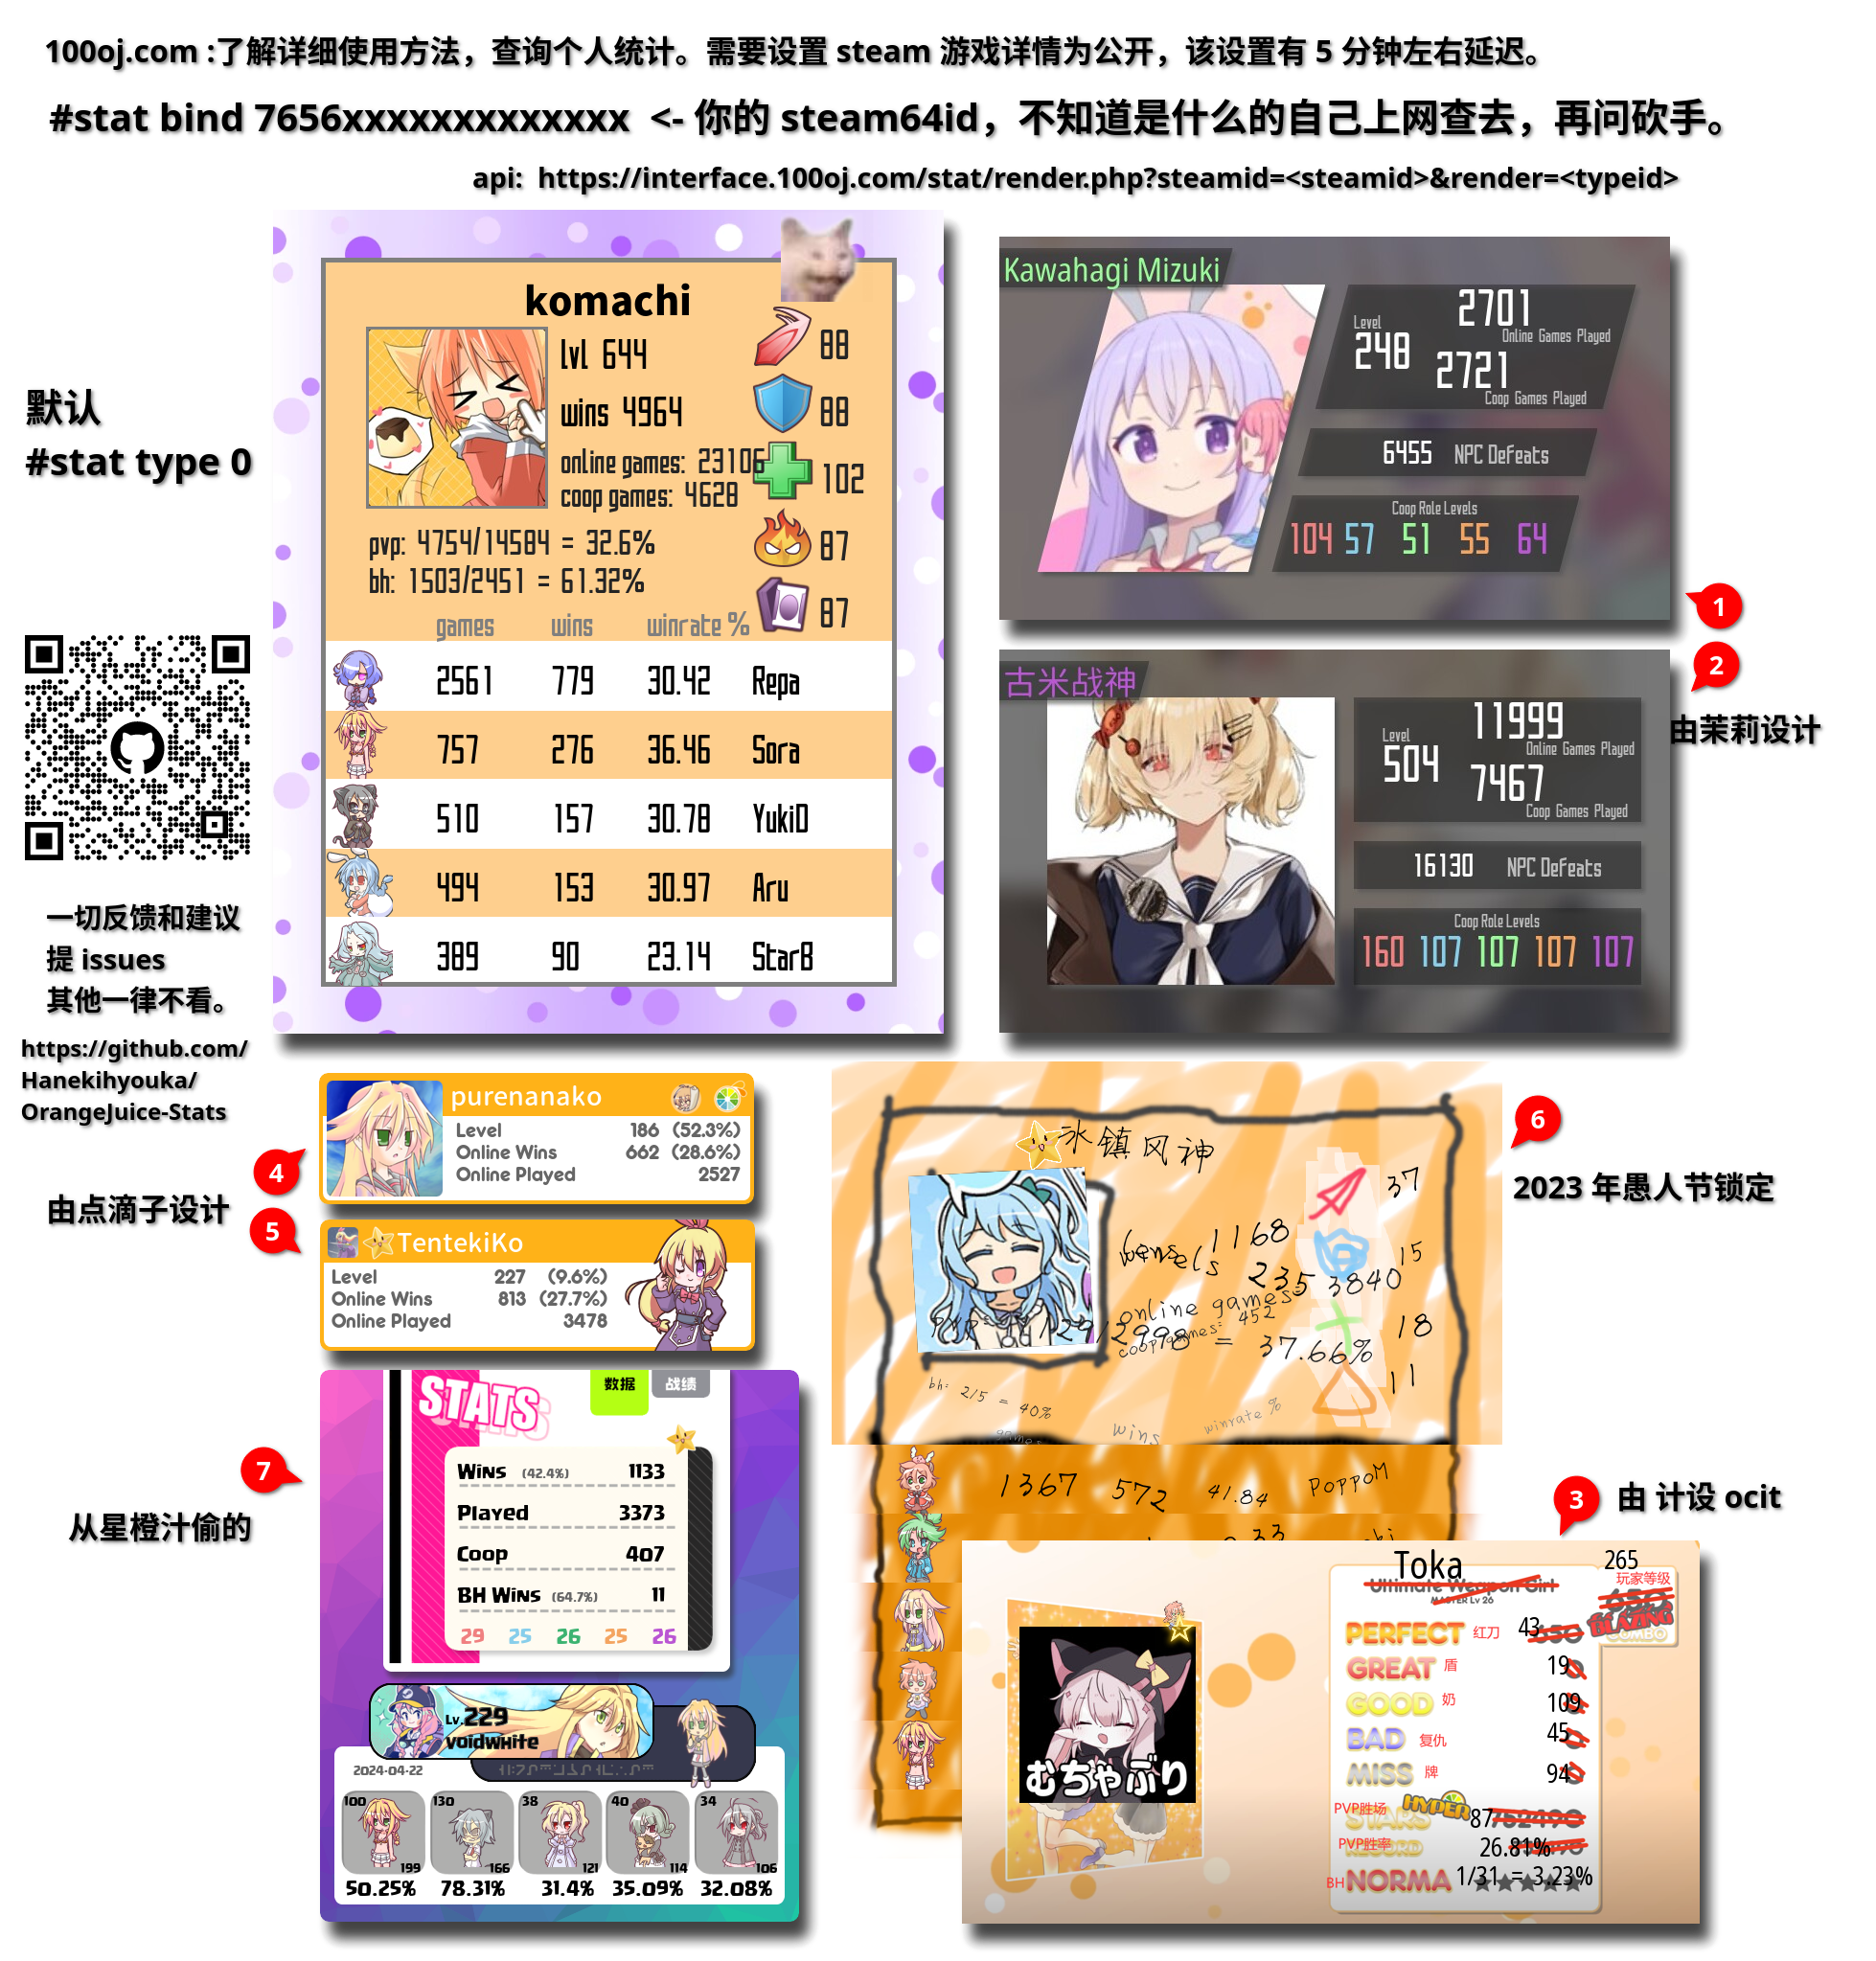 100oj.com :了解详细使用方法，查询个人统计。需要设置 steam 游戏详情为公开，该设置有 5 分钟左右延迟。
#stat bind 7656xxxxxxxxxxxxx <- 你的 steam64id，不知道是什么的自己上网查去，再问砍手。
api: https://interface.100oj.com/stat/render.php?steamid=<steamid>&render=<typeid>
默认
#stat type 0
komachi
lvl 644
wins 4964
online games: 23106
coop games: 4628
pvp: 4754/14584 = 32.6%
bh: 1503/2451 = 61.32%
88
88
102
87
87
games wins winrate %
2561 779 30.42 Repa
757 276 36.46 Sora
510 157 30.78 YukiD
494 153 30.97 Aru
389 90 23.14 StarB
Kawahagi Mizuki
Level
248
2701
Online Games Played
2721
Coop Games Played
6455 NPC Defeats
Coop Role Levels
104 57 51 55 64
1
2
由茉莉设计
古米战神
Level
504
11999
Online Games Played
7467
Coop Games Played
16130 NPC Defeats
Coop Role Levels
160 107 107 107 107
一切反馈和建议
提 issues
其他一律不看。
https://github.com/
Hanekihyouka/
OrangeJuice-Stats
4
由点滴子设计
5
purenanako
Level 186 (52.3%)
Online Wins 662 (28.6%)
Online Played 2527
TentekiKo
Level 227 (9.6%)
Online Wins 813 (27.7%)
Online Played 3478
7
从星橙汁偷的
STATS
数据 战绩
Wins (42.4%) 1133
Played 3373
Coop 407
BH Wins (64.7%) 11
29 25 26 25 26
Lv.229
voidwhite
2024-04-22
100 130 38 40 34
199 166 121 114 106
50.25% 78.31% 31.4% 35.09% 32.08%
6
2023 年愚人节锁定
冰镇风神
wins 1168
235
online games: 3840
coop games: 452
2998 = 37.66%
bh: 2/5 = 40%
37
15
18
11
games wins winrate %
1367 572 41.84 PoppoM
3
由 计设 ocit
Toka
265
玩家等级
Ultimate Weapon Girl
MASTER Lv 26
BLAZING
COMBO
PERFECT 红刀 43
GREAT 盾 19
GOOD 奶 109
BAD 复仇 45
MISS 牌 94
PVP胜场 STARS HYPER 87
PVP胜率 RECORD 26.81%
BH NORMA 1/31 = 3.23%
むちゃぶり